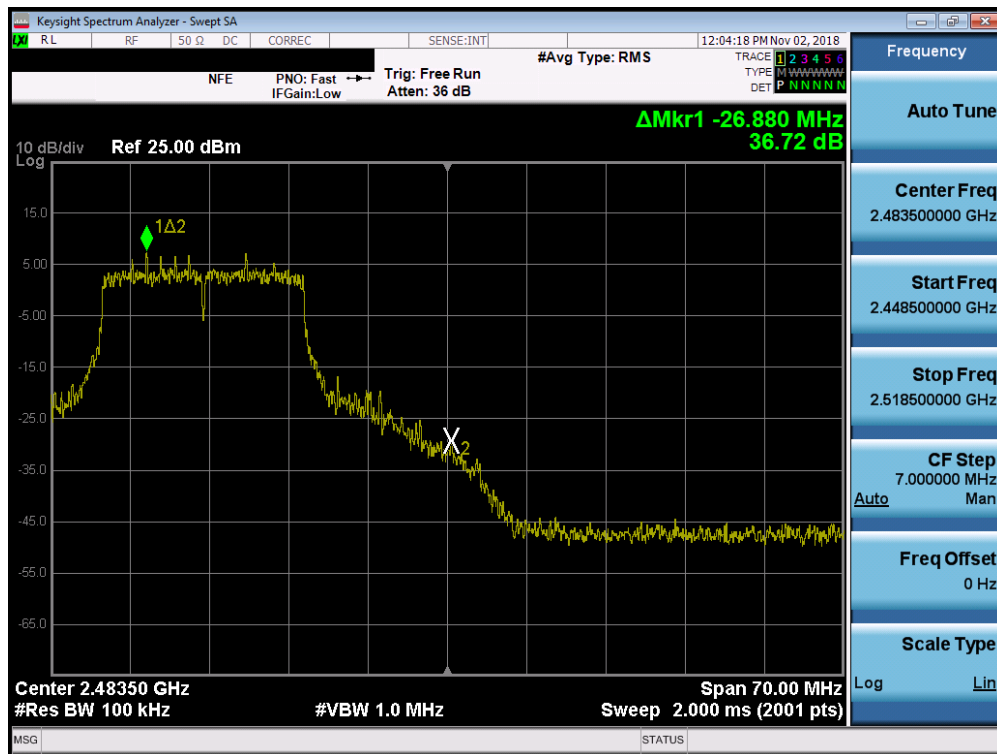 Keysight Spectrum Analyzer - Swept SA
LXI RL RF 50 Ω DC CORREC SENSE:INT 12:04:18 PM Nov 02, 2018
#Avg Type: RMS TRACE 1 2 3 4 5 6
NFE PNO: Fast Trig: Free Run TYPE M WWWWW
IFGain:Low Atten: 36 dB DET P N N N N N
ΔMkr1 -26.880 MHz
36.72 dB
10 dB/div Ref 25.00 dBm
Log
1Δ2
15.0
5.00
-5.00
-15.0
-25.0
X2
-35.0
-45.0
-55.0
-65.0
Center 2.48350 GHz Span 70.00 MHz
#Res BW 100 kHz #VBW 1.0 MHz Sweep 2.000 ms (2001 pts)
MSG STATUS
Frequency
Auto Tune
Center Freq
2.483500000 GHz
Start Freq
2.448500000 GHz
Stop Freq
2.518500000 GHz
CF Step
7.000000 MHz
Auto Man
Freq Offset
0 Hz
Scale Type
Log Lin